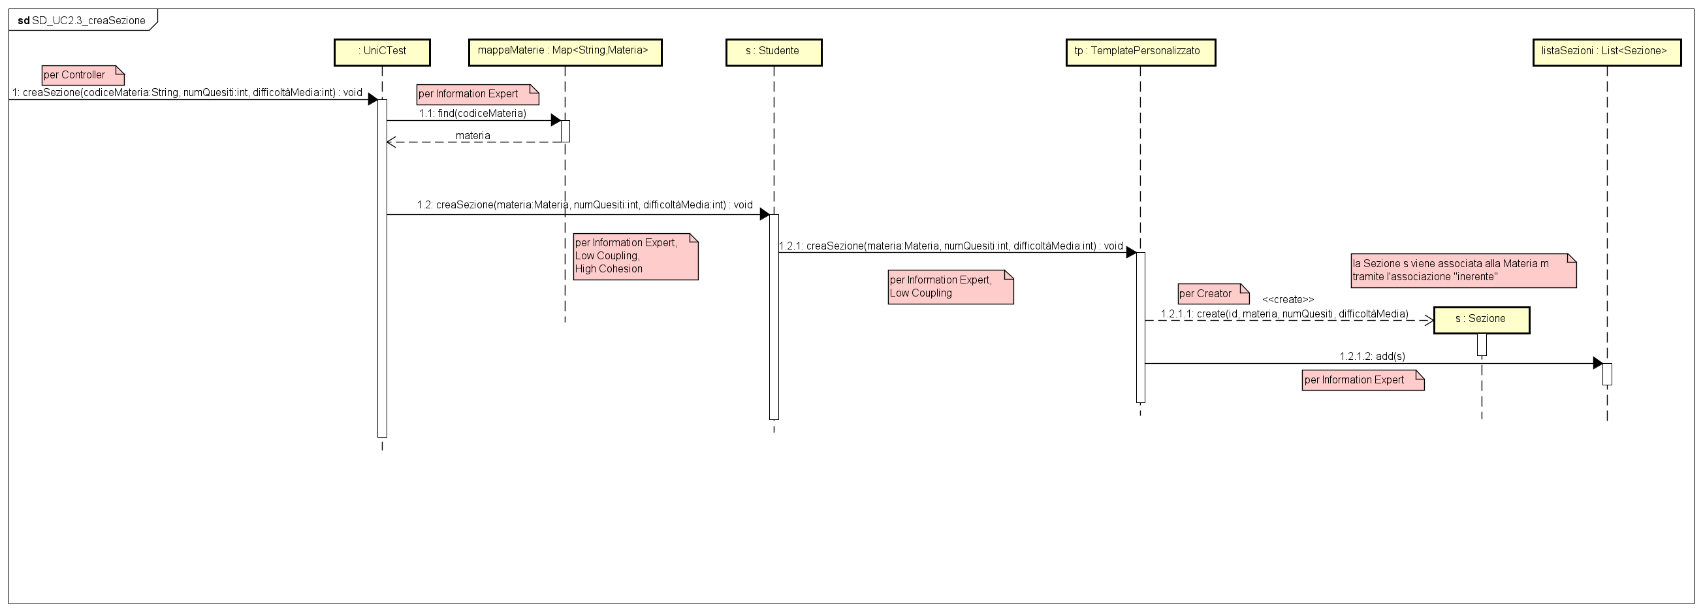 sd SD_UC2.3_creaSezione
: UniCTest
mappaMaterie : Map<String,Materia>
s : Studente
tp : TemplatePersonalizzato
listaSezioni : List<Sezione>
per Controller
1: creaSezione(codiceMateria:String, numQuesiti:int, difficoltàMedia:int) : void
per Information Expert
1.1: find(codiceMateria)
materia
1.2: creaSezione(materia:Materia, numQuesiti:int, difficoltàMedia:int) : void
per Information Expert,
Low Coupling,
High Cohesion
1.2.1: creaSezione(materia:Materia, numQuesiti:int, difficoltàMedia:int) : void
per Information Expert,
Low Coupling
la Sezione s viene associata alla Materia m
tramite l'associazione "inerente"
per Creator
<<create>>
1.2.1.1: create(id, materia, numQuesiti, difficoltàMedia)
s : Sezione
1.2.1.2: add(s)
per Information Expert